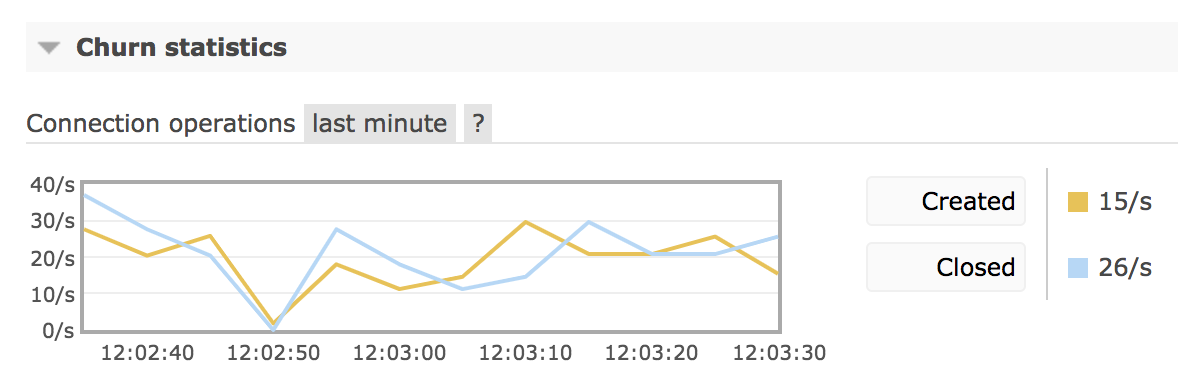 Churn statistics
Connection operations last minute ?
40/s
30/s
20/s
10/s
0/s
12:02:40 12:02:50 12:03:00 12:03:10 12:03:20 12:03:30
Created 15/s
Closed 26/s